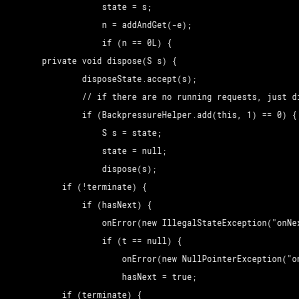 state = s;
n = addAndGet(-e);
if (n == 0L) {
private void dispose(S s) {
disposeState.accept(s);
// if there are no running requests, just di
if (BackpressureHelper.add(this, 1) == 0) {
S s = state;
state = null;
dispose(s);
if (!terminate) {
if (hasNext) {
onError(new IllegalStateException("onNex
if (t == null) {
onError(new NullPointerException("on
hasNext = true;
if (terminate) {